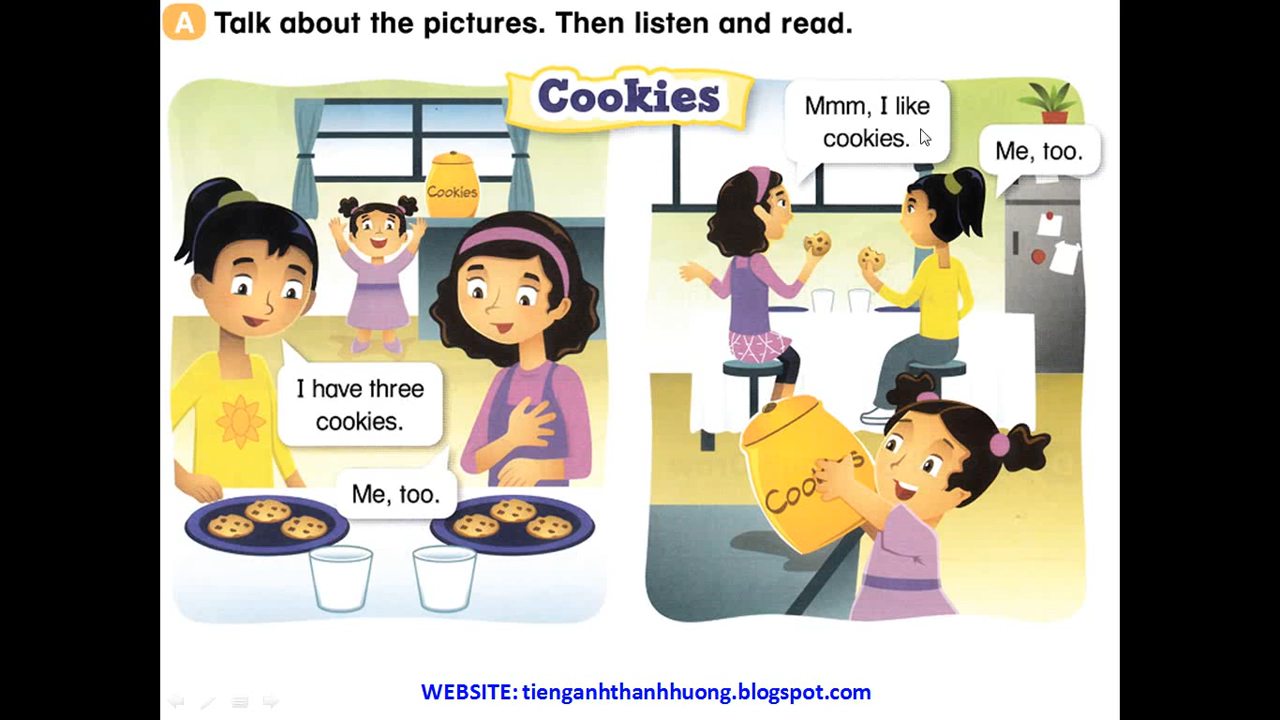 A Talk about the pictures. Then listen and read.
Cookies
Cookies
I have three
cookies.
Me, too.
Mmm, I like
cookies.
Me, too.
Cookies
WEBSITE: tienganhthanhhuong.blogspot.com